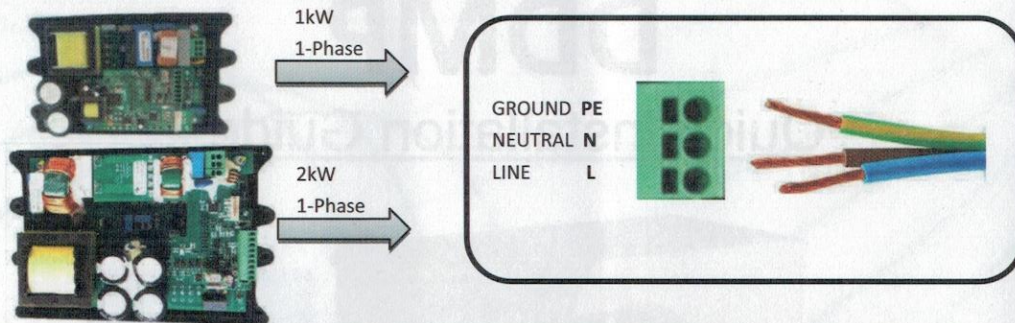 1kW
1-Phase
GROUND PE
NEUTRAL N
LINE L
2kW
1-Phase